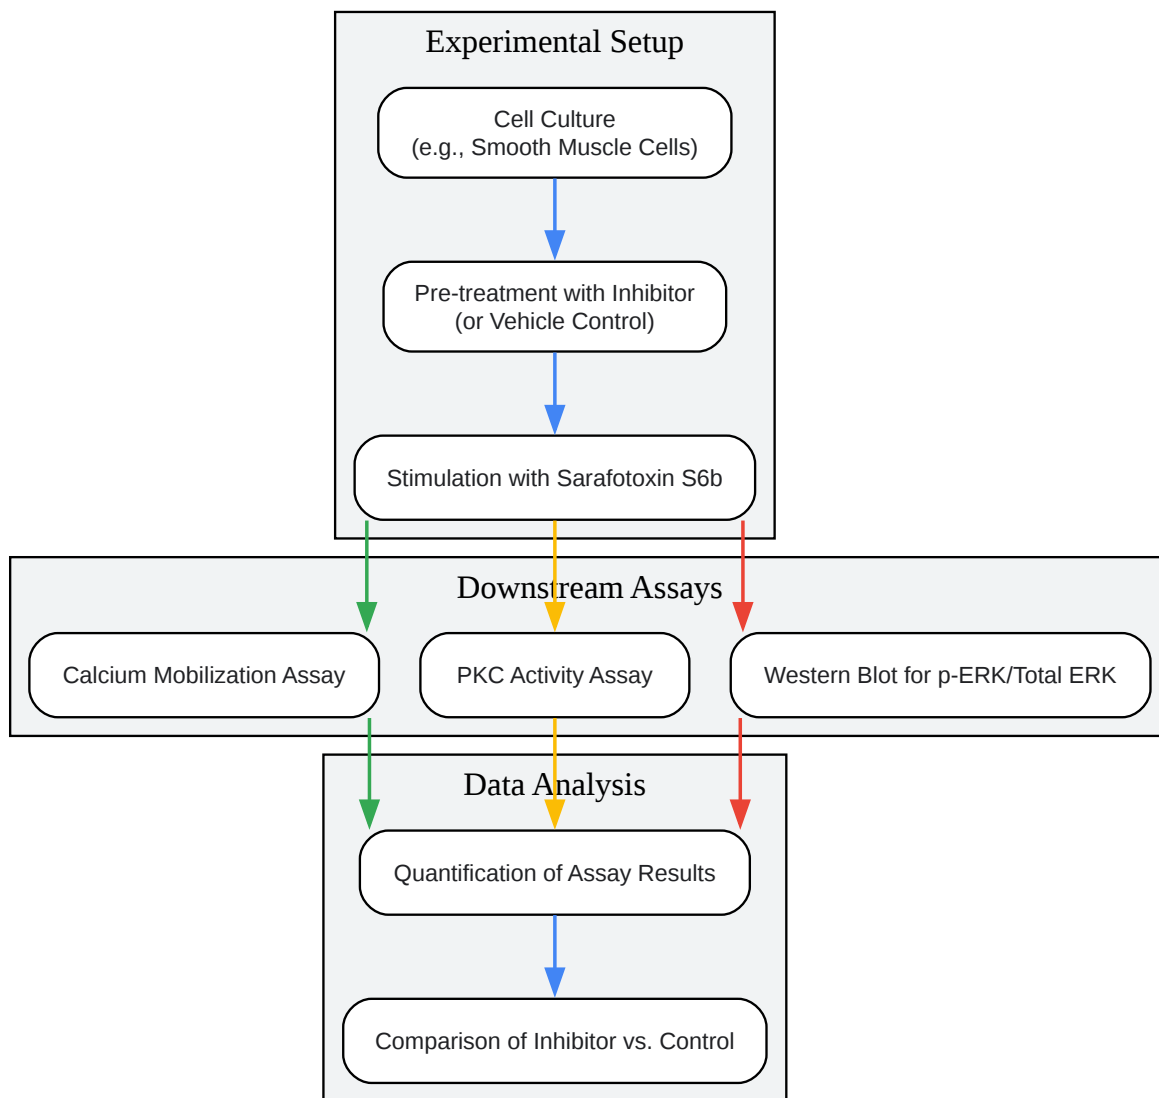 Experimental Setup
Cell Culture
(e.g., Smooth Muscle Cells)
Pre-treatment with Inhibitor
(or Vehicle Control)
Stimulation with Sarafotoxin S6b
Downstream Assays
Calcium Mobilization Assay
PKC Activity Assay
Western Blot for p-ERK/Total ERK
Data Analysis
Quantification of Assay Results
Comparison of Inhibitor vs. Control